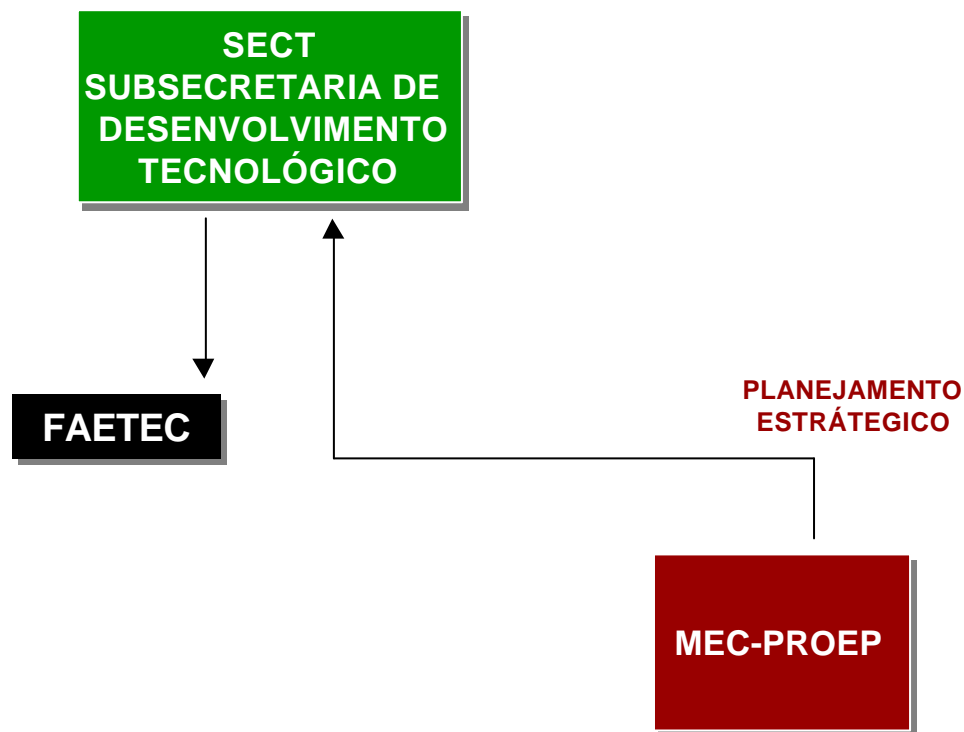 SECT
SUBSECRETARIA DE
DESENVOLVIMENTO
TECNOLÓGICO
FAETEC
PLANEJAMENTO
ESTRÁTEGICO
MEC-PROEP